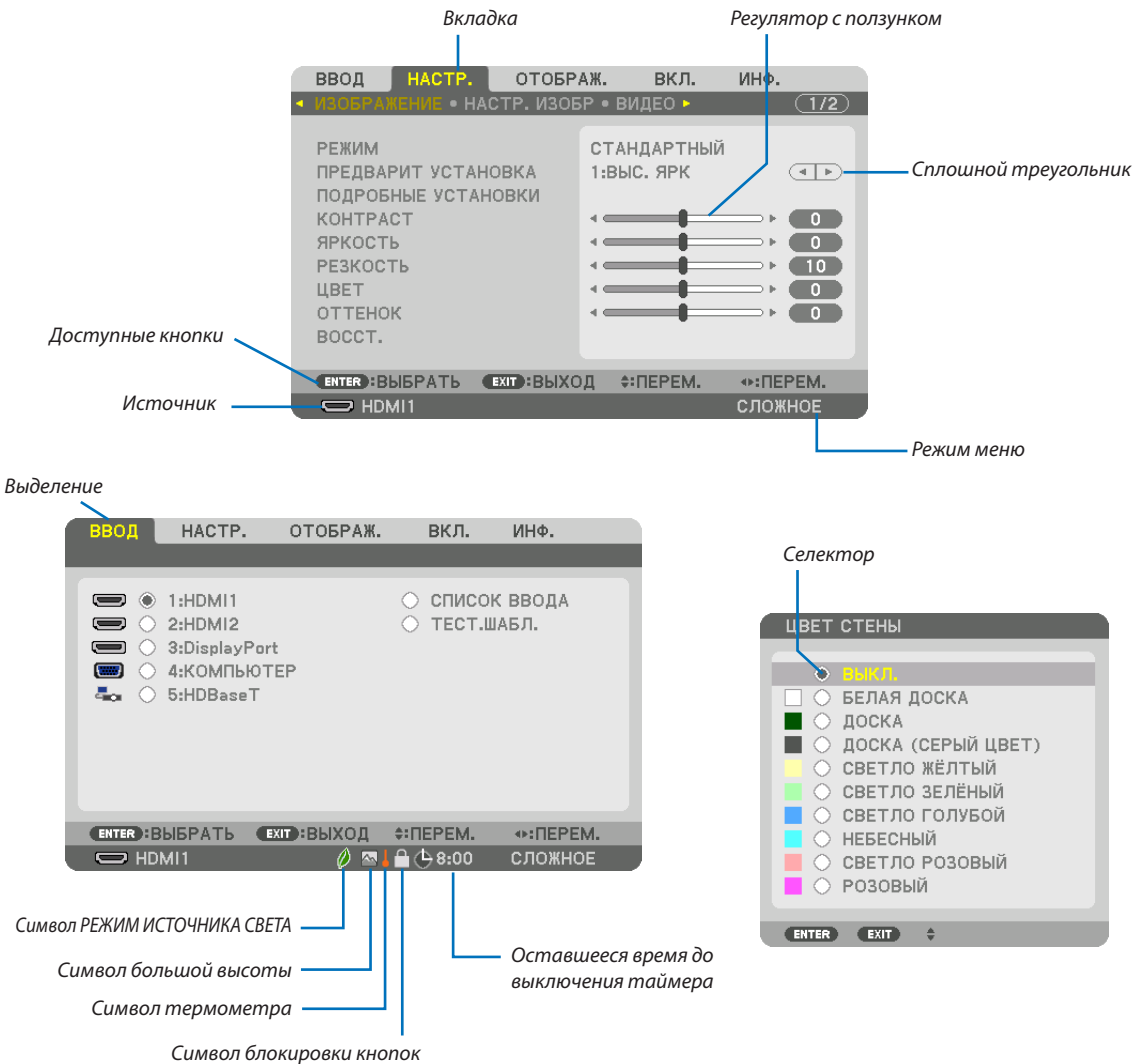 Вкладка
Регулятор с ползунком
ВВОД НАСТР. ОТОБРАЖ. ВКЛ. ИНФ.
ИЗОБРАЖЕНИЕ • НАСТР. ИЗОБР • ВИДЕО 1/2
РЕЖИМ СТАНДАРТНЫЙ
ПРЕДВАРИТ УСТАНОВКА 1:ВЫС. ЯРК
Сплошной треугольник
ПОДРОБНЫЕ УСТАНОВКИ
КОНТРАСТ 0
ЯРКОСТЬ 0
РЕЗКОСТЬ 10
ЦВЕТ 0
ОТТЕНОК 0
ВОССТ.
Доступные кнопки
ENTER :ВЫБРАТЬ EXIT :ВЫХОД :ПЕРЕМ. :ПЕРЕМ.
Источник
HDMI1 СЛОЖНОЕ
Режим меню
Выделение
ВВОД НАСТР. ОТОБРАЖ. ВКЛ. ИНФ.
1:HDMI1 СПИСОК ВВОДА
2:HDMI2 ТЕСТ.ШАБЛ.
3:DisplayPort
4:КОМПЬЮТЕР
5:HDBaseT
ENTER :ВЫБРАТЬ EXIT :ВЫХОД :ПЕРЕМ. :ПЕРЕМ.
HDMI1 8:00 СЛОЖНОЕ
Символ РЕЖИМ ИСТОЧНИКА СВЕТА
Символ большой высоты
Символ термометра
Символ блокировки кнопок
Оставшееся время до
выключения таймера
Селектор
ЦВЕТ СТЕНЫ
ВЫКЛ.
БЕЛАЯ ДОСКА
ДОСКА
ДОСКА (СЕРЫЙ ЦВЕТ)
СВЕТЛО ЖЁЛТЫЙ
СВЕТЛО ЗЕЛЁНЫЙ
СВЕТЛО ГОЛУБОЙ
НЕБЕСНЫЙ
СВЕТЛО РОЗОВЫЙ
РОЗОВЫЙ
ENTER EXIT